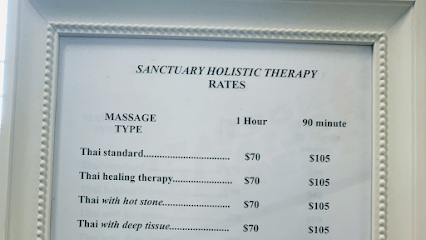 SANCTUARY HOLISTIC THERAPY
RATES
MASSAGE TYPE 1 Hour 90 minute
Thai standard................................ $70 $105
Thai healing therapy...................... $70 $105
Thai with hot stone......................... $70 $105
Thai with deep tissue...................... $70 $105